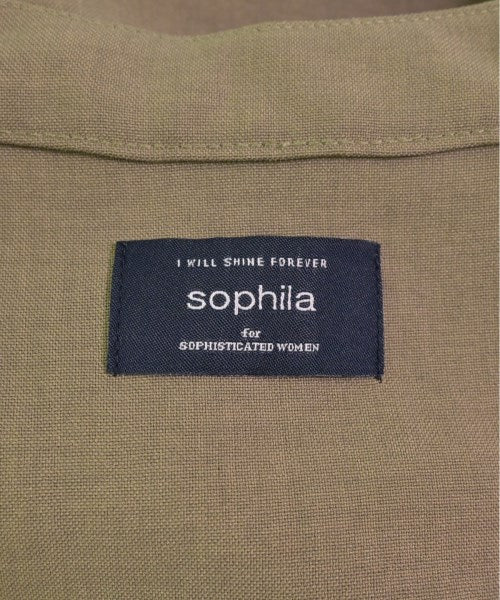 I WILL SHINE FOREVER
sophila
for
SOPHISTICATED WOMEN